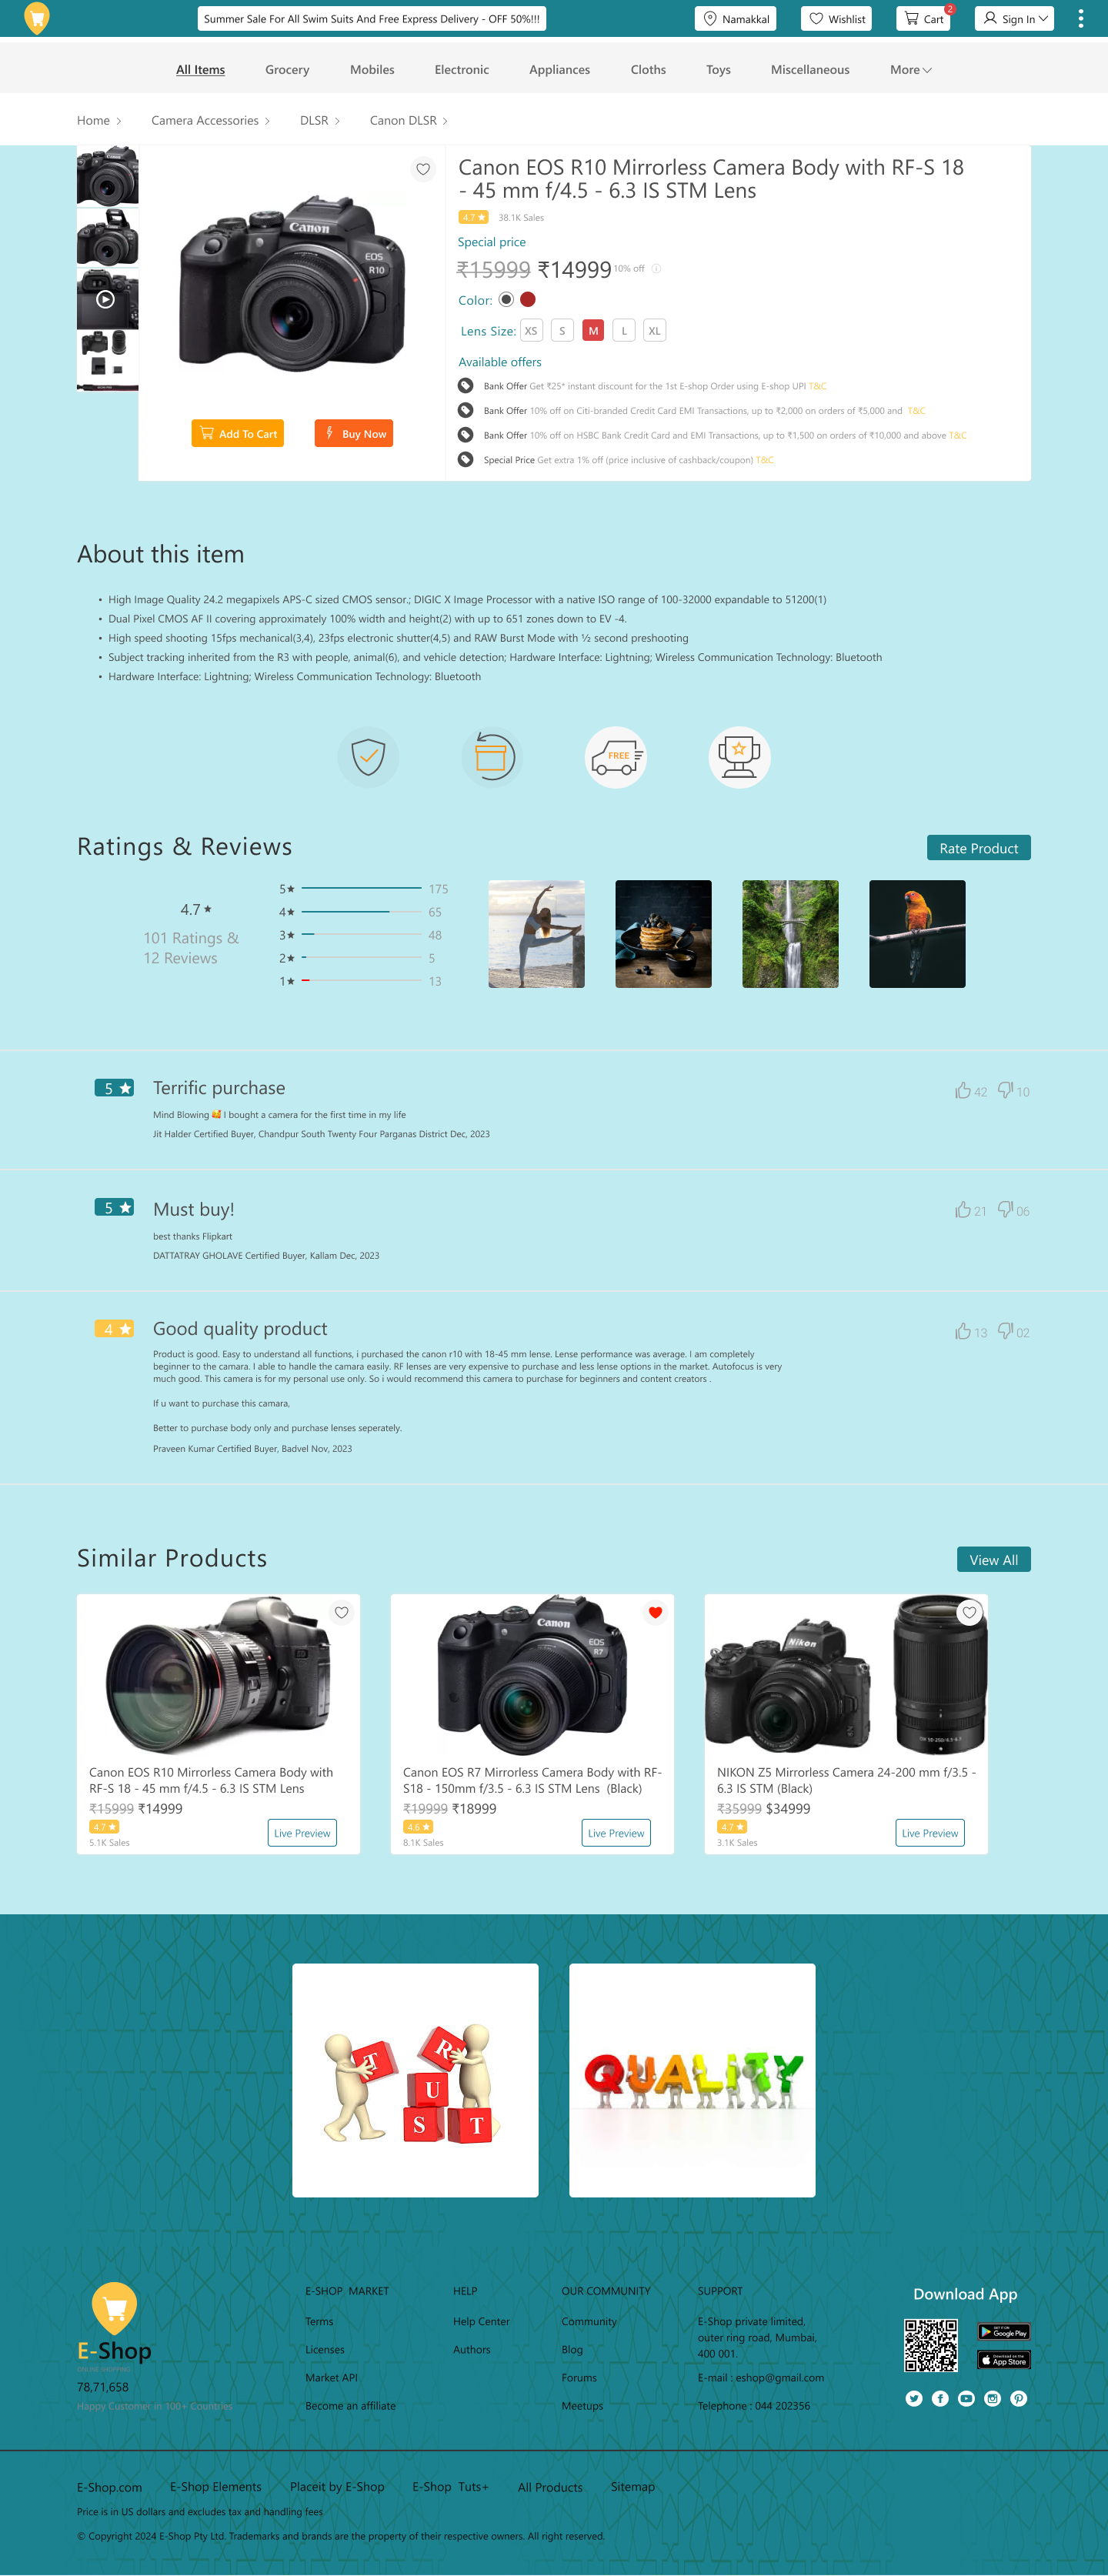 Summer Sale For All Swim Suits And Free Express Delivery - OFF 50%!!!
Namakkal
Wishlist
Cart
2
Sign In
All Items
Grocery
Mobiles
Electronic
Appliances
Cloths
Toys
Miscellaneous
More
Home
Camera Accessories
DLSR
Canon DLSR
Canon
EOS
R10
Add To Cart
Buy Now
Canon EOS R10 Mirrorless Camera Body with RF-S 18
- 45 mm f/4.5 - 6.3 IS STM Lens
4.7 ★
38.1K Sales
Special price
₹15999 ₹14999 10% off
Color:
Lens Size: XS S M L XL
Available offers
Bank Offer Get ₹25* instant discount for the 1st E-shop Order using E-shop UPI T&C
Bank Offer 10% off on Citi-branded Credit Card EMI Transactions, up to ₹2,000 on orders of ₹5,000 and T&C
Bank Offer 10% off on HSBC Bank Credit Card and EMI Transactions, up to ₹1,500 on orders of ₹10,000 and above T&C
Special Price Get extra 1% off (price inclusive of cashback/coupon) T&C
About this item
• High Image Quality 24.2 megapixels APS-C sized CMOS sensor.; DIGIC X Image Processor with a native ISO range of 100-32000 expandable to 51200(1)
• Dual Pixel CMOS AF II covering approximately 100% width and height(2) with up to 651 zones down to EV -4.
• High speed shooting 15fps mechanical(3,4), 23fps electronic shutter(4,5) and RAW Burst Mode with ½ second preshooting
• Subject tracking inherited from the R3 with people, animal(6), and vehicle detection; Hardware Interface: Lightning; Wireless Communication Technology: Bluetooth
• Hardware Interface: Lightning; Wireless Communication Technology: Bluetooth
FREE
Ratings & Reviews
Rate Product
4.7 ★
101 Ratings &
12 Reviews
5★ 175
4★ 65
3★ 48
2★ 5
1★ 13
5 ★
Terrific purchase
42
10
Mind Blowing 🥰 I bought a camera for the first time in my life
Jit Halder Certified Buyer, Chandpur South Twenty Four Parganas District Dec, 2023
5 ★
Must buy!
21
06
best thanks Flipkart
DATTATRAY GHOLAVE Certified Buyer, Kallam Dec, 2023
4 ★
Good quality product
13
02
Product is good. Easy to understand all functions, i purchased the canon r10 with 18-45 mm lense. Lense performance was average. I am completely
beginner to the camara. I able to handle the camara easily. RF lenses are very expensive to purchase and less lense options in the market. Autofocus is very
much good. This camera is for my personal use only. So i would recommend this camera to purchase for beginners and content creators .
If u want to purchase this camara,
Better to purchase body only and purchase lenses seperately.
Praveen Kumar Certified Buyer, Badvel Nov, 2023
Similar Products
View All
Canon EOS R10 Mirrorless Camera Body with
RF-S 18 - 45 mm f/4.5 - 6.3 IS STM Lens
₹15999 ₹14999
4.7 ★
5.1K Sales
Live Preview
Canon
EOS
R7
Canon EOS R7 Mirrorless Camera Body with RF-
S18 - 150mm f/3.5 - 6.3 IS STM Lens (Black)
₹19999 ₹18999
4.6 ★
8.1K Sales
Live Preview
Nikon
NIKON Z5 Mirrorless Camera 24-200 mm f/3.5 -
6.3 IS STM (Black)
₹35999 $34999
4.7 ★
3.1K Sales
Live Preview
T
R
U
S
T
QUALITY
E-Shop
ONLINE SHOPPING
78,71,658
Happy Customer in 100+ Countries
E-SHOP MARKET
Terms
Licenses
Market API
Become an affiliate
HELP
Help Center
Authors
OUR COMMUNITY
Community
Blog
Forums
Meetups
SUPPORT
E-Shop private limited,
outer ring road, Mumbai,
400 001.
E-mail : eshop@gmail.com
Telephone : 044 202356
Download App
GET IT ON
Google Play
Download on the
App Store
E-Shop.com
E-Shop Elements
Placeit by E-Shop
E-Shop Tuts+
All Products
Sitemap
Price is in US dollars and excludes tax and handling fees
© Copyright 2024 E-Shop Pty Ltd. Trademarks and brands are the property of their respective owners. All right reserved.